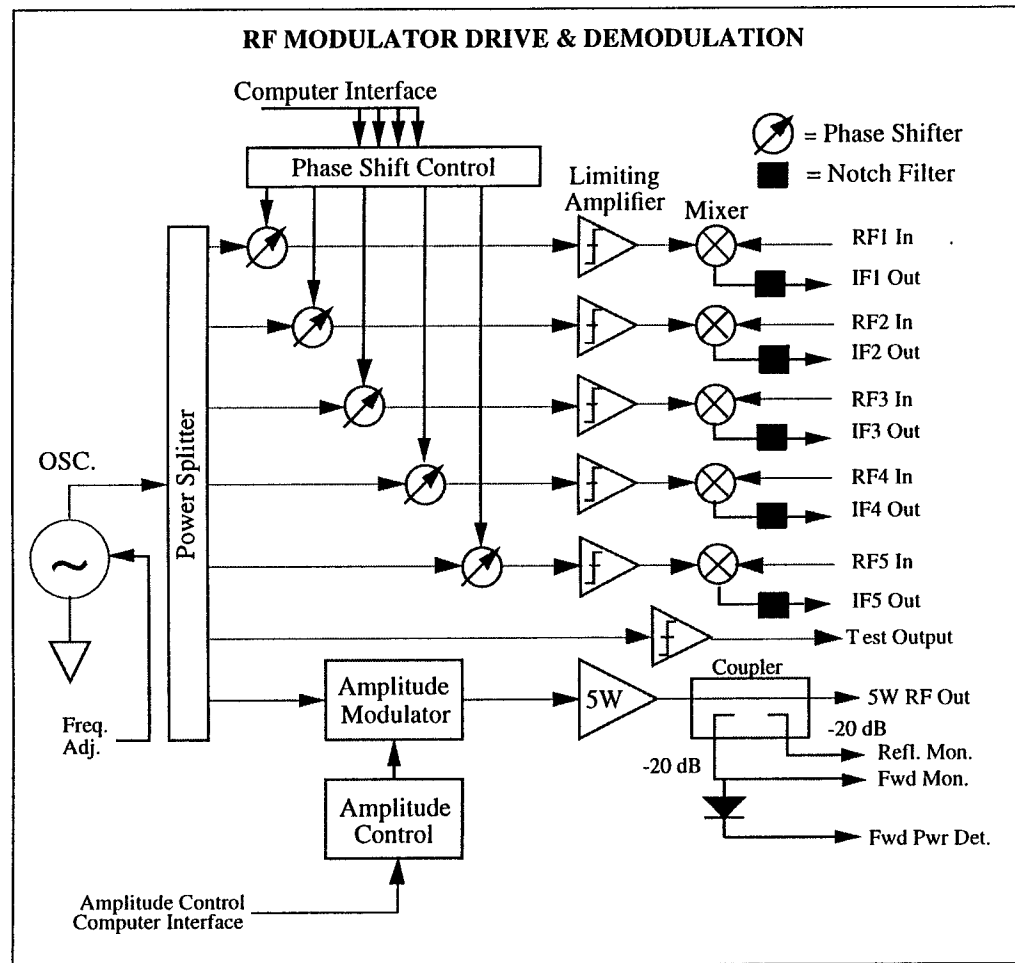 RF MODULATOR DRIVE & DEMODULATION
Computer Interface
Phase Shift Control
= Phase Shifter
= Notch Filter
Limiting
Amplifier
Mixer
RF1 In
IF1 Out
RF2 In
IF2 Out
RF3 In
IF3 Out
RF4 In
IF4 Out
RF5 In
IF5 Out
Test Output
OSC.
~
Power Splitter
Freq.
Adj.
Amplitude
Modulator
5W
Coupler
5W RF Out
-20 dB
-20 dB
Refl. Mon.
Fwd Mon.
Fwd Pwr Det.
Amplitude
Control
Amplitude Control
Computer Interface